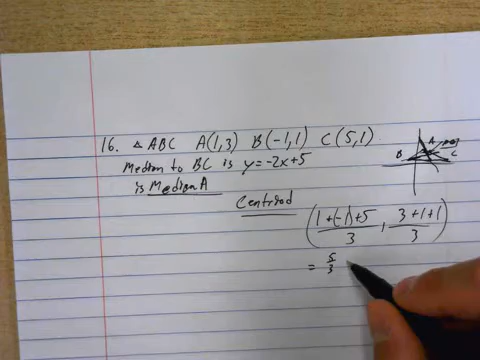 16. △ABC A(1,3) B(-1,1) C(5,1)
Median to BC is y=-2x+5
is Median A
A
B
C
Centriod
(1+(-1)+5/3, 3+1+1/3)
= 5/3